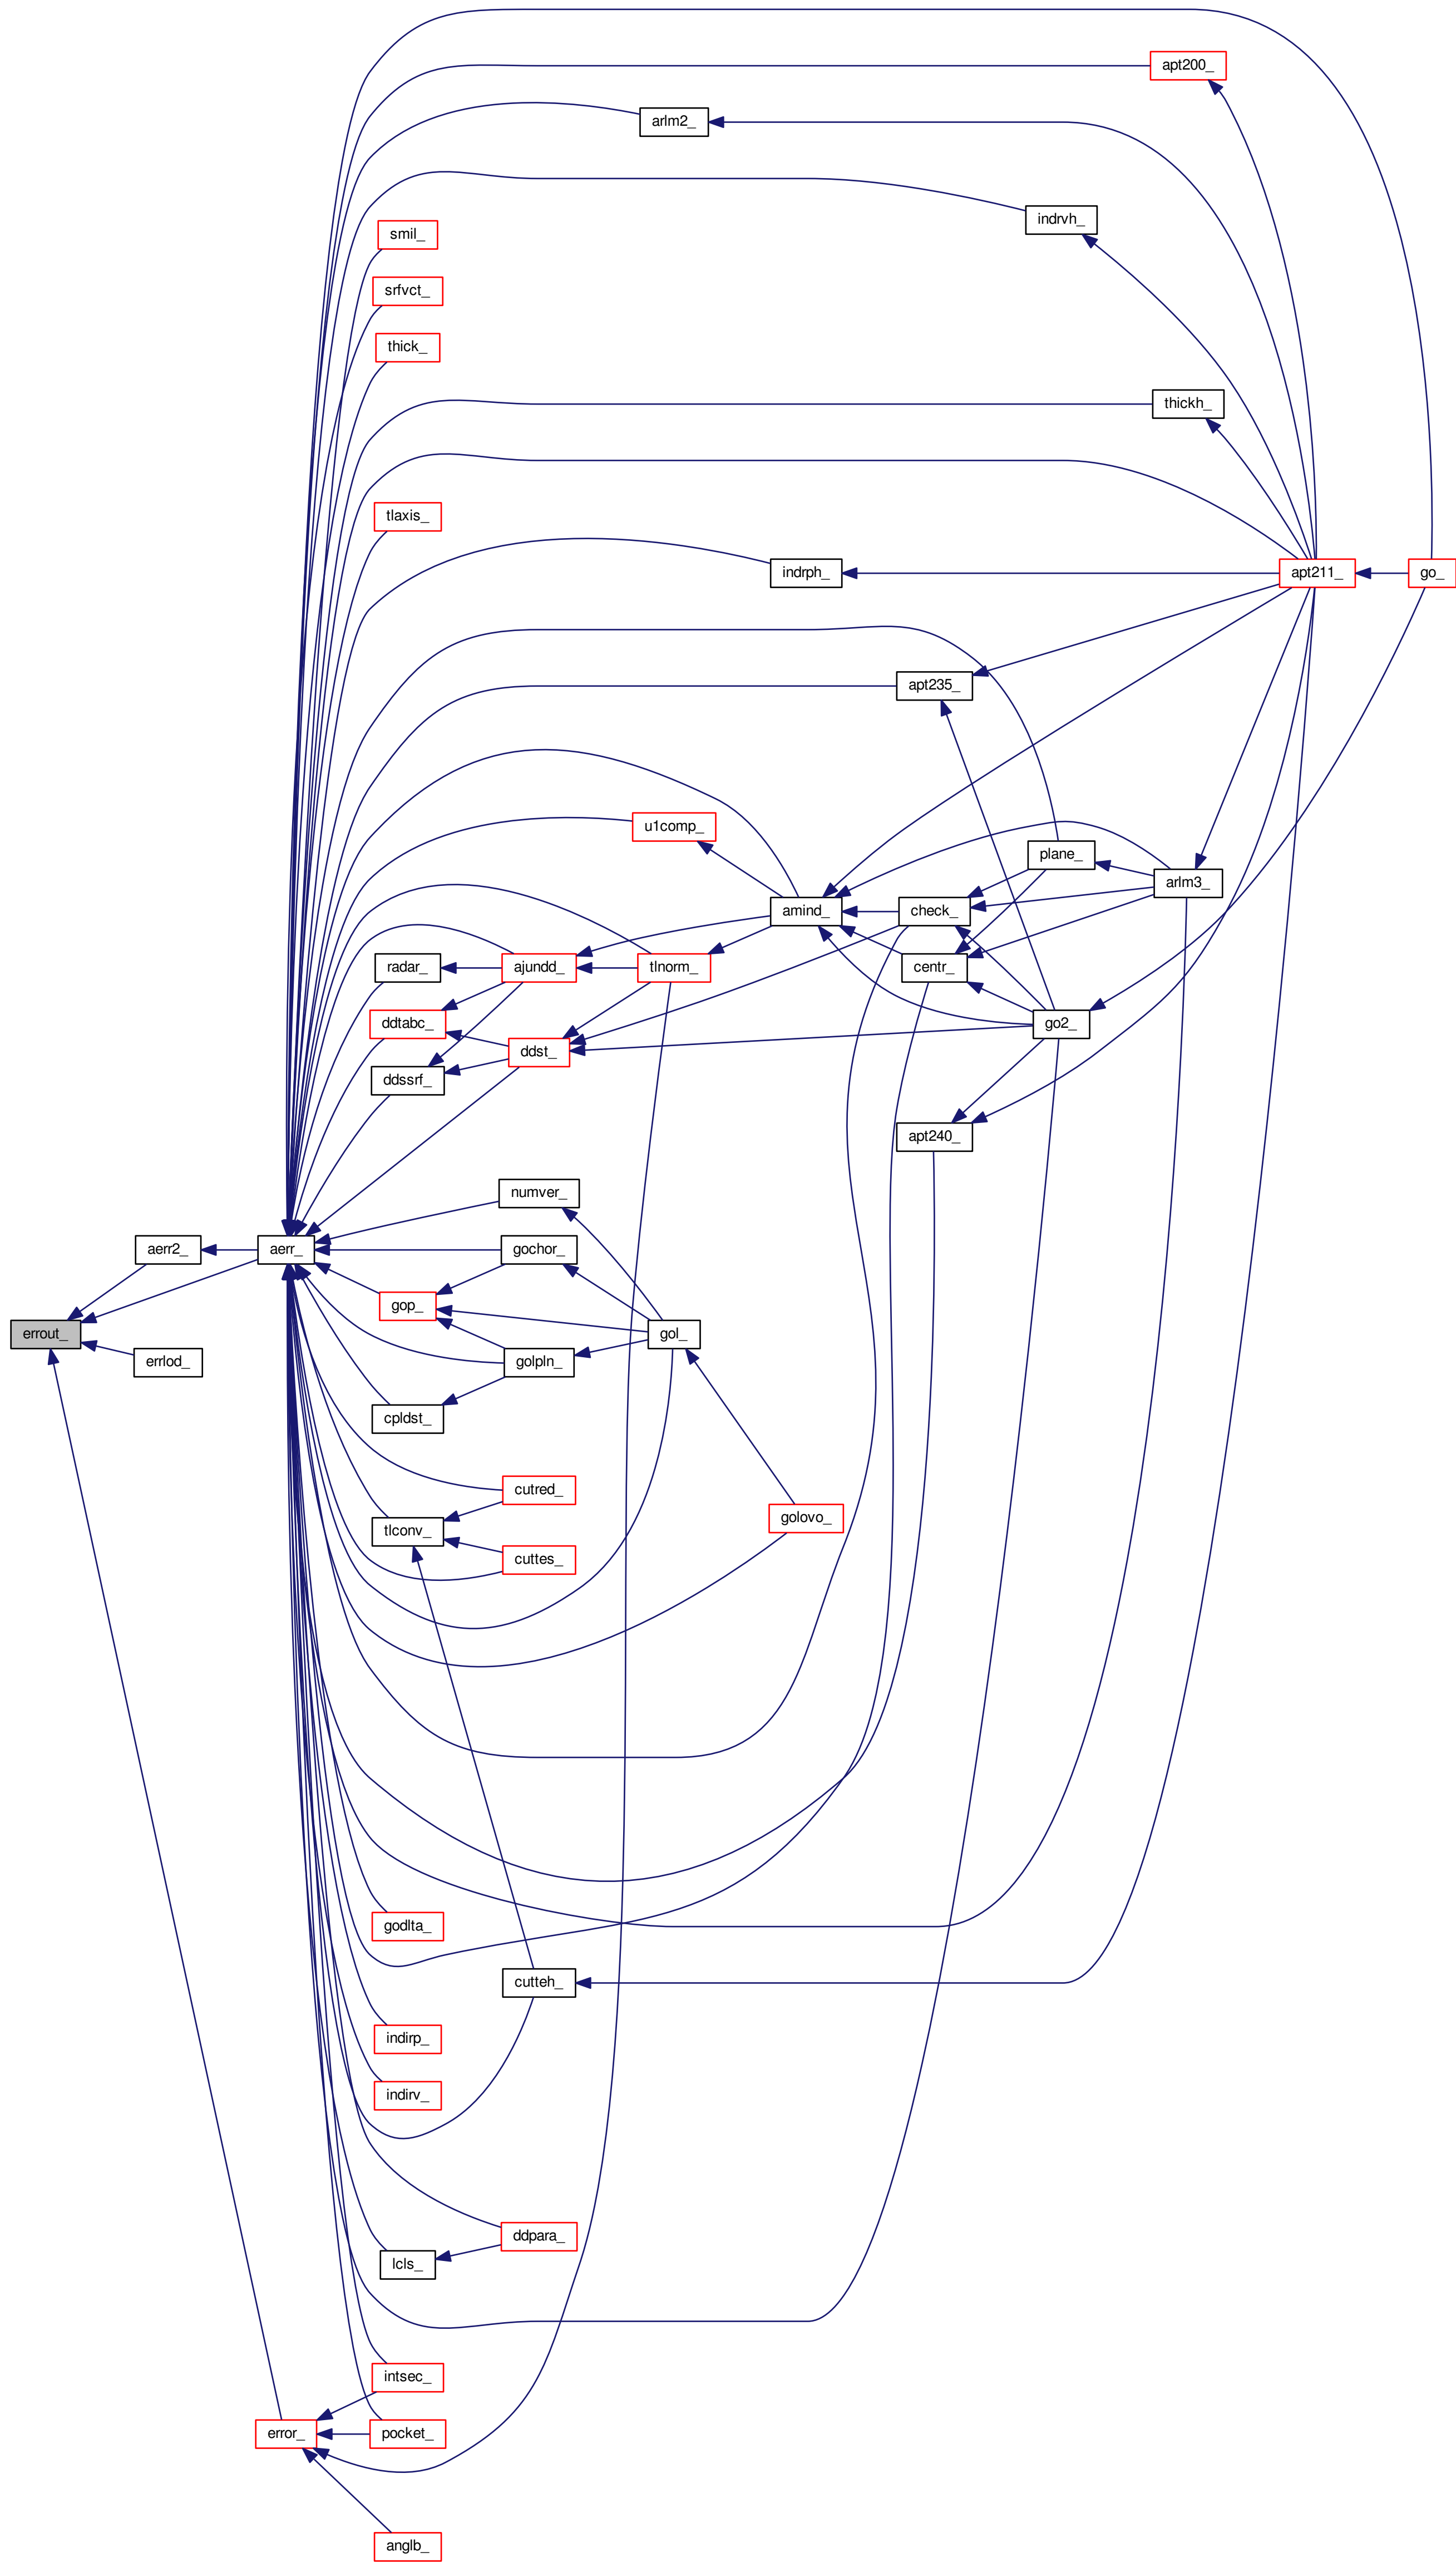 apt200_
arlm2_
indrvh_
smil_
srfvct_
thick_
thickh_
tlaxis_
indrph_
apt211_
go_
apt235_
u1comp_
plane_
arlm3_
amind_
check_
radar_
ajundd_
tlnorm_
centr_
ddtabc_
go2_
ddst_
ddssrf_
apt240_
numver_
aerr2_
aerr_
gochor_
gop_
errout_
gol_
errlod_
golpln_
cpldst_
cutred_
golovo_
tlconv_
cuttes_
godlta_
cutteh_
indirp_
indirv_
ddpara_
lcls_
intsec_
error_
pocket_
anglb_